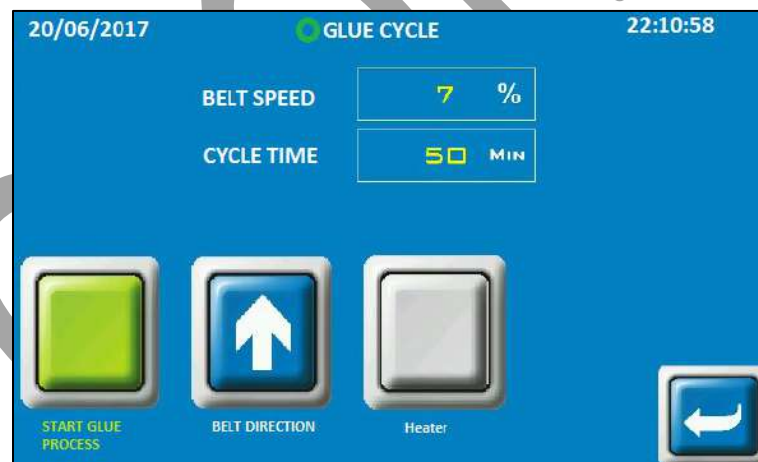 20/06/2017 GLUE CYCLE 22:10:58
BELT SPEED 7 %
CYCLE TIME 50 MIN
START GLUE PROCESS
BELT DIRECTION
Heater